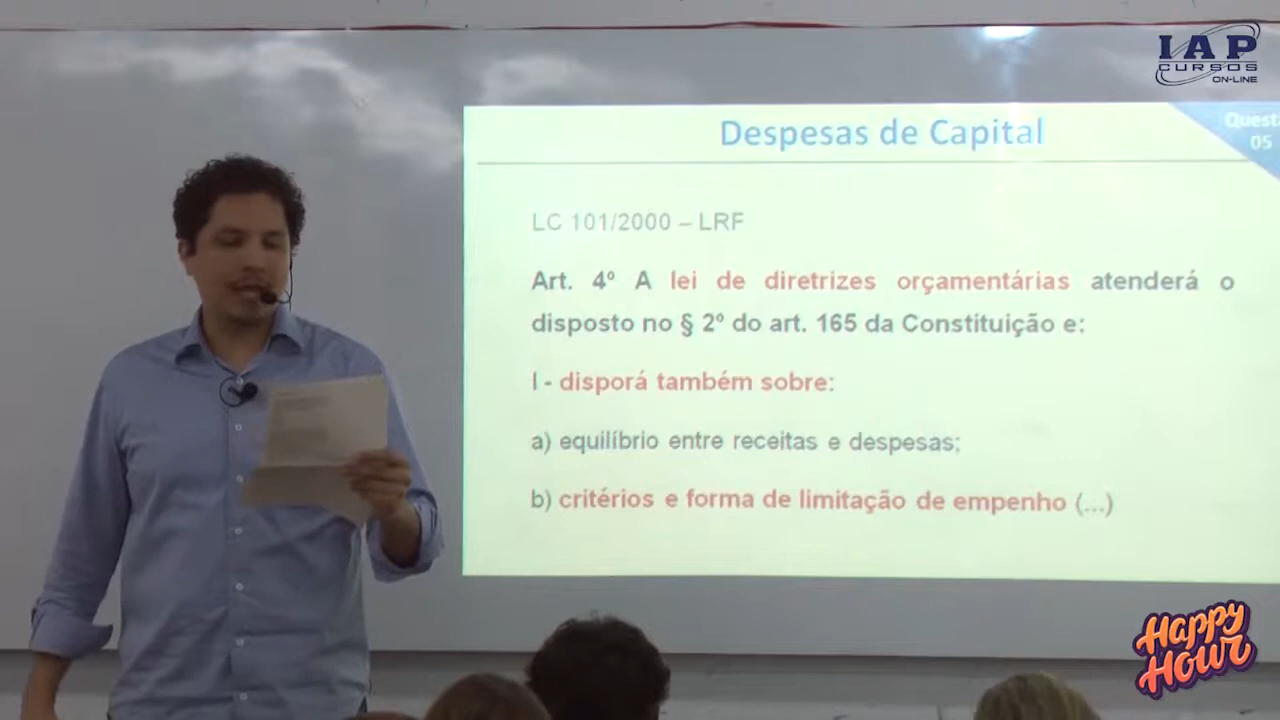 IAP
CURSOS
ON-LINE
Despesas de Capital
05
LC 101/2000 – LRF
Art. 4º A lei de diretrizes orçamentárias atenderá o
disposto no § 2º do art. 165 da Constituição e:
I - disporá também sobre:
a) equilíbrio entre receitas e despesas;
b) critérios e forma de limitação de empenho (...)
Happy
Hour